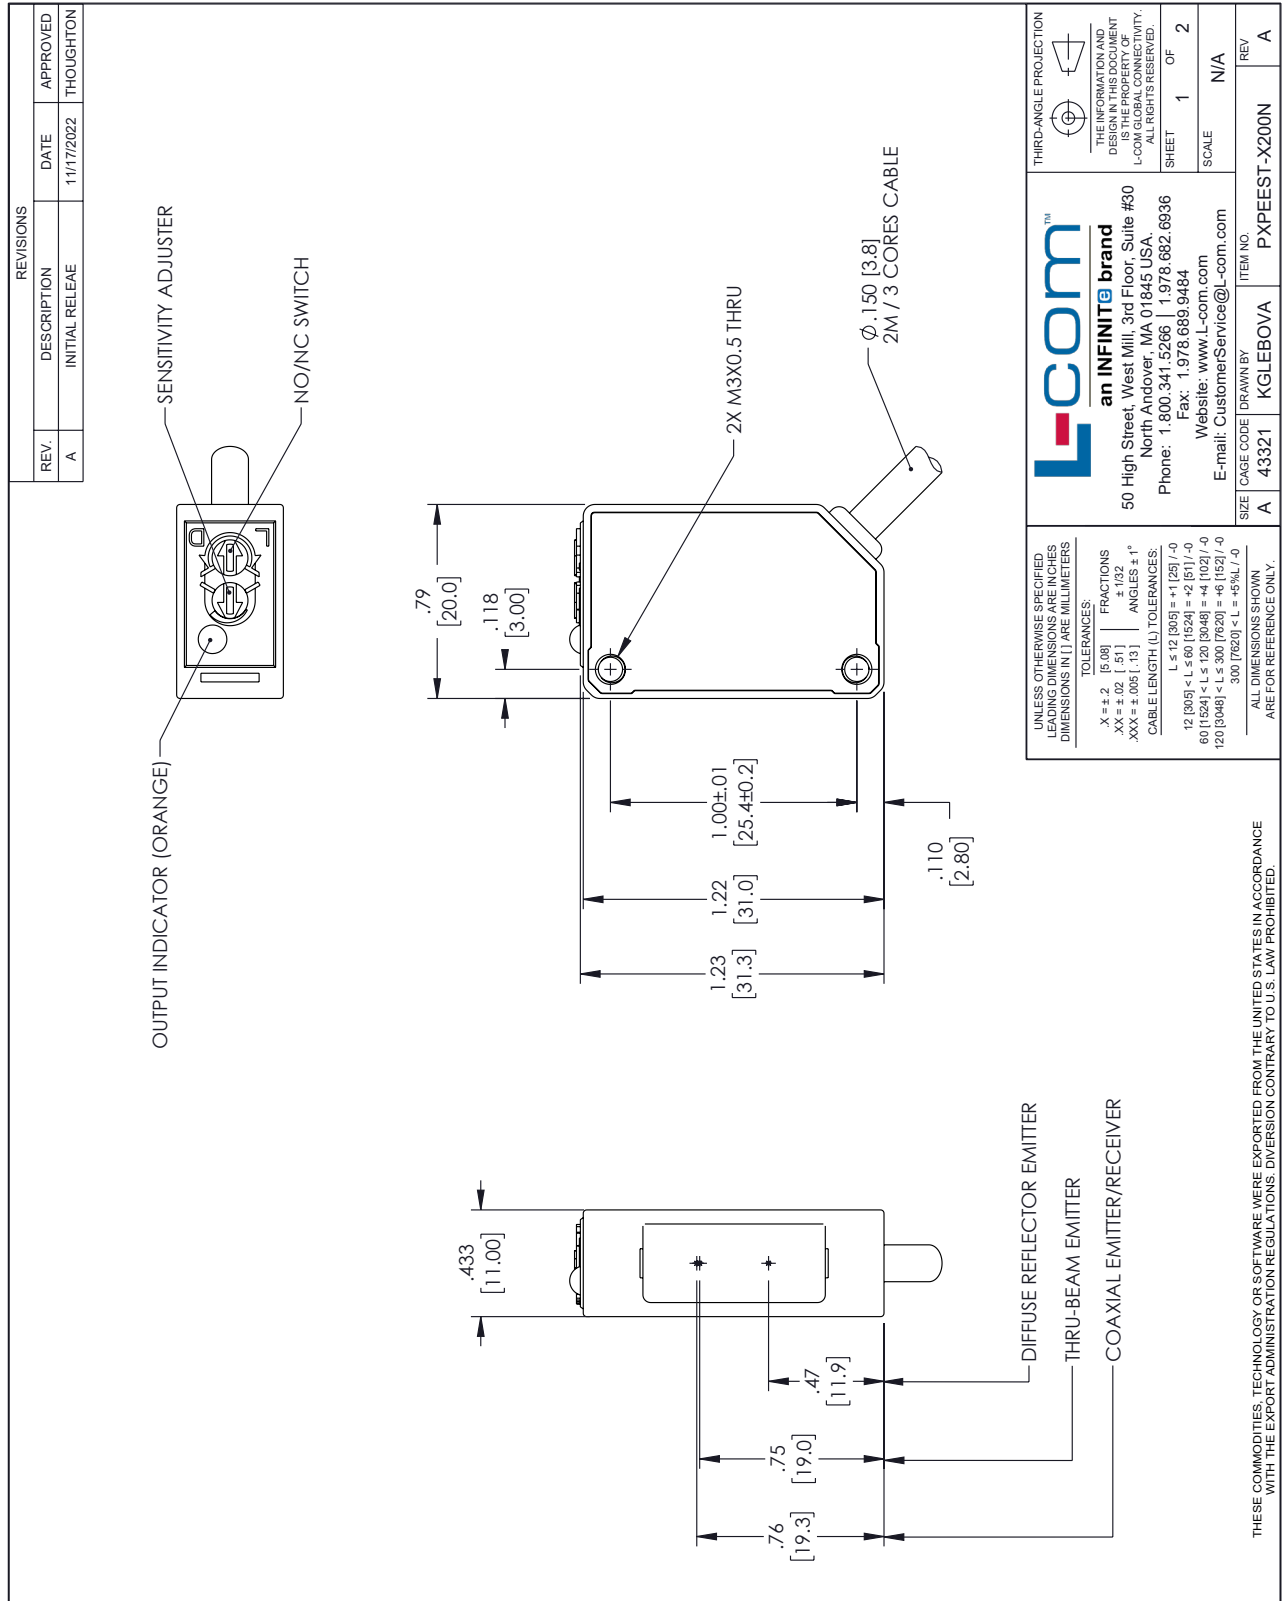 REVISIONS
REV. DESCRIPTION DATE APPROVED
A INITIAL RELEAE 11/17/2022 THOUGHTON
OUTPUT INDICATOR (ORANGE)
SENSITIVITY ADJUSTER
NO/NC SWITCH
D
L
.433
[11.00]
.76
[19.3]
.75
[19.0]
.47
[11.9]
DIFFUSE REFLECTOR EMITTER
THRU-BEAM EMITTER
COAXIAL EMITTER/RECEIVER
.79
[20.0]
.118
[3.00]
1.23
[31.3]
1.22
[31.0]
1.00±.01
[25.4±0.2]
.110
[2.80]
2X M3X0.5 THRU
Ø.150 [3.8]
2M / 3 CORES CABLE
THESE COMMODITIES, TECHNOLOGY OR SOFTWARE WERE EXPORTED FROM THE UNITED STATES IN ACCORDANCE
WITH THE EXPORT ADMINISTRATION REGULATIONS. DIVERSION CONTRARY TO U.S. LAW PROHIBITED.
UNLESS OTHERWISE SPECIFIED
LEADING DIMENSIONS ARE INCHES
DIMENSIONS IN [ ] ARE MILLIMETERS
TOLERANCES:
.X = ± .2 [5.08] FRACTIONS
.XX = ± .02 [ .51] ± 1/32
.XXX = ± .005 [ .13] ANGLES ± 1°
CABLE LENGTH (L) TOLERANCES:
L ≤ 12 [305] = +1 [25] / -0
12 [305] < L ≤ 60 [1524] = +2 [51] / -0
60 [1524] < L ≤ 120 [3048] = +4 [102] / -0
120 [3048] < L ≤ 300 [7620] = +6 [152] / -0
300 [7620] < L = +5%L / -0
ALL DIMENSIONS SHOWN
ARE FOR REFERENCE ONLY.
L-com™
an INFINITe brand
50 High Street, West Mill, 3rd Floor, Suite #30
North Andover, MA 01845 USA.
Phone: 1.800.341.5266 | 1.978.682.6936
Fax: 1.978.689.9484
Website: www.L-com.com
E-mail: CustomerService@L-com.com
THIRD-ANGLE PROJECTION
THE INFORMATION AND
DESIGN IN THIS DOCUMENT
IS THE PROPERTY OF
L-COM GLOBAL CONNECTIVITY.
ALL RIGHTS RESERVED.
SHEET 1 OF 2
SCALE N/A
SIZE A
CAGE CODE 43321
DRAWN BY KGLEBOVA
ITEM NO. PXPEEST-X200N
REV A